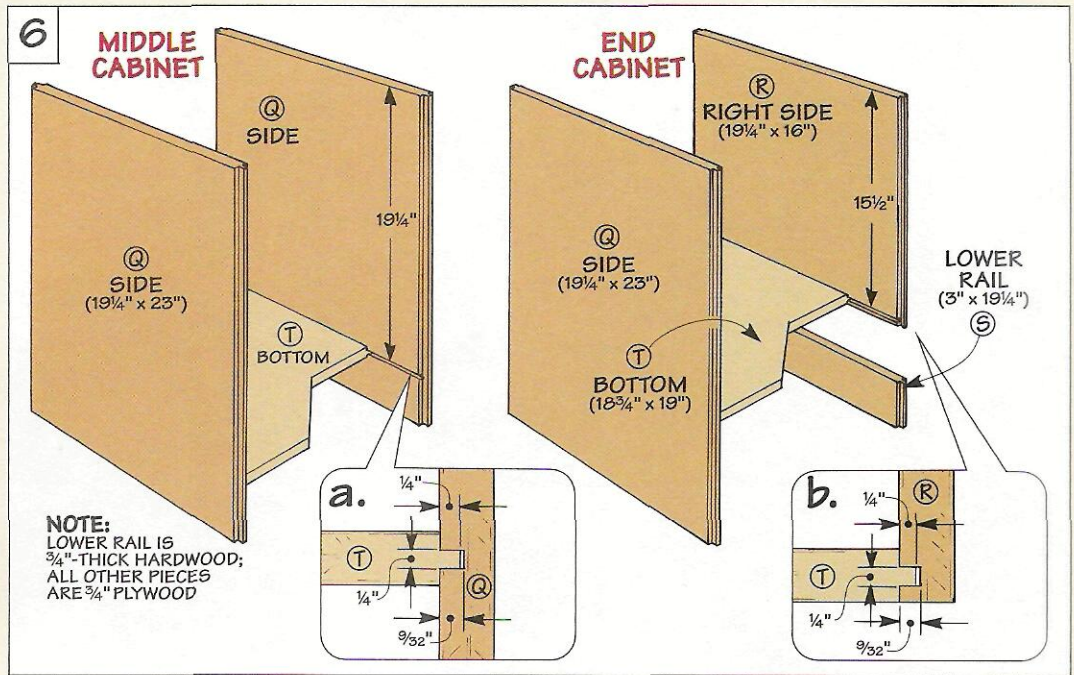 6
MIDDLE
CABINET
Ⓠ
SIDE
19¼"
Ⓠ
SIDE
(19¼" x 23")
Ⓣ
BOTTOM
NOTE:
LOWER RAIL IS
¾"-THICK HARDWOOD;
ALL OTHER PIECES
ARE ¾" PLYWOOD
a.
¼"
Ⓣ
Ⓠ
¼"
9/32"
END
CABINET
Ⓡ
RIGHT SIDE
(19¼" x 16")
15½"
Ⓠ
SIDE
(19¼" x 23")
LOWER
RAIL
(3" x 19¼")
Ⓢ
Ⓣ
BOTTOM
(18¾" x 19")
b.
¼"
Ⓡ
Ⓣ
¼"
9/32"